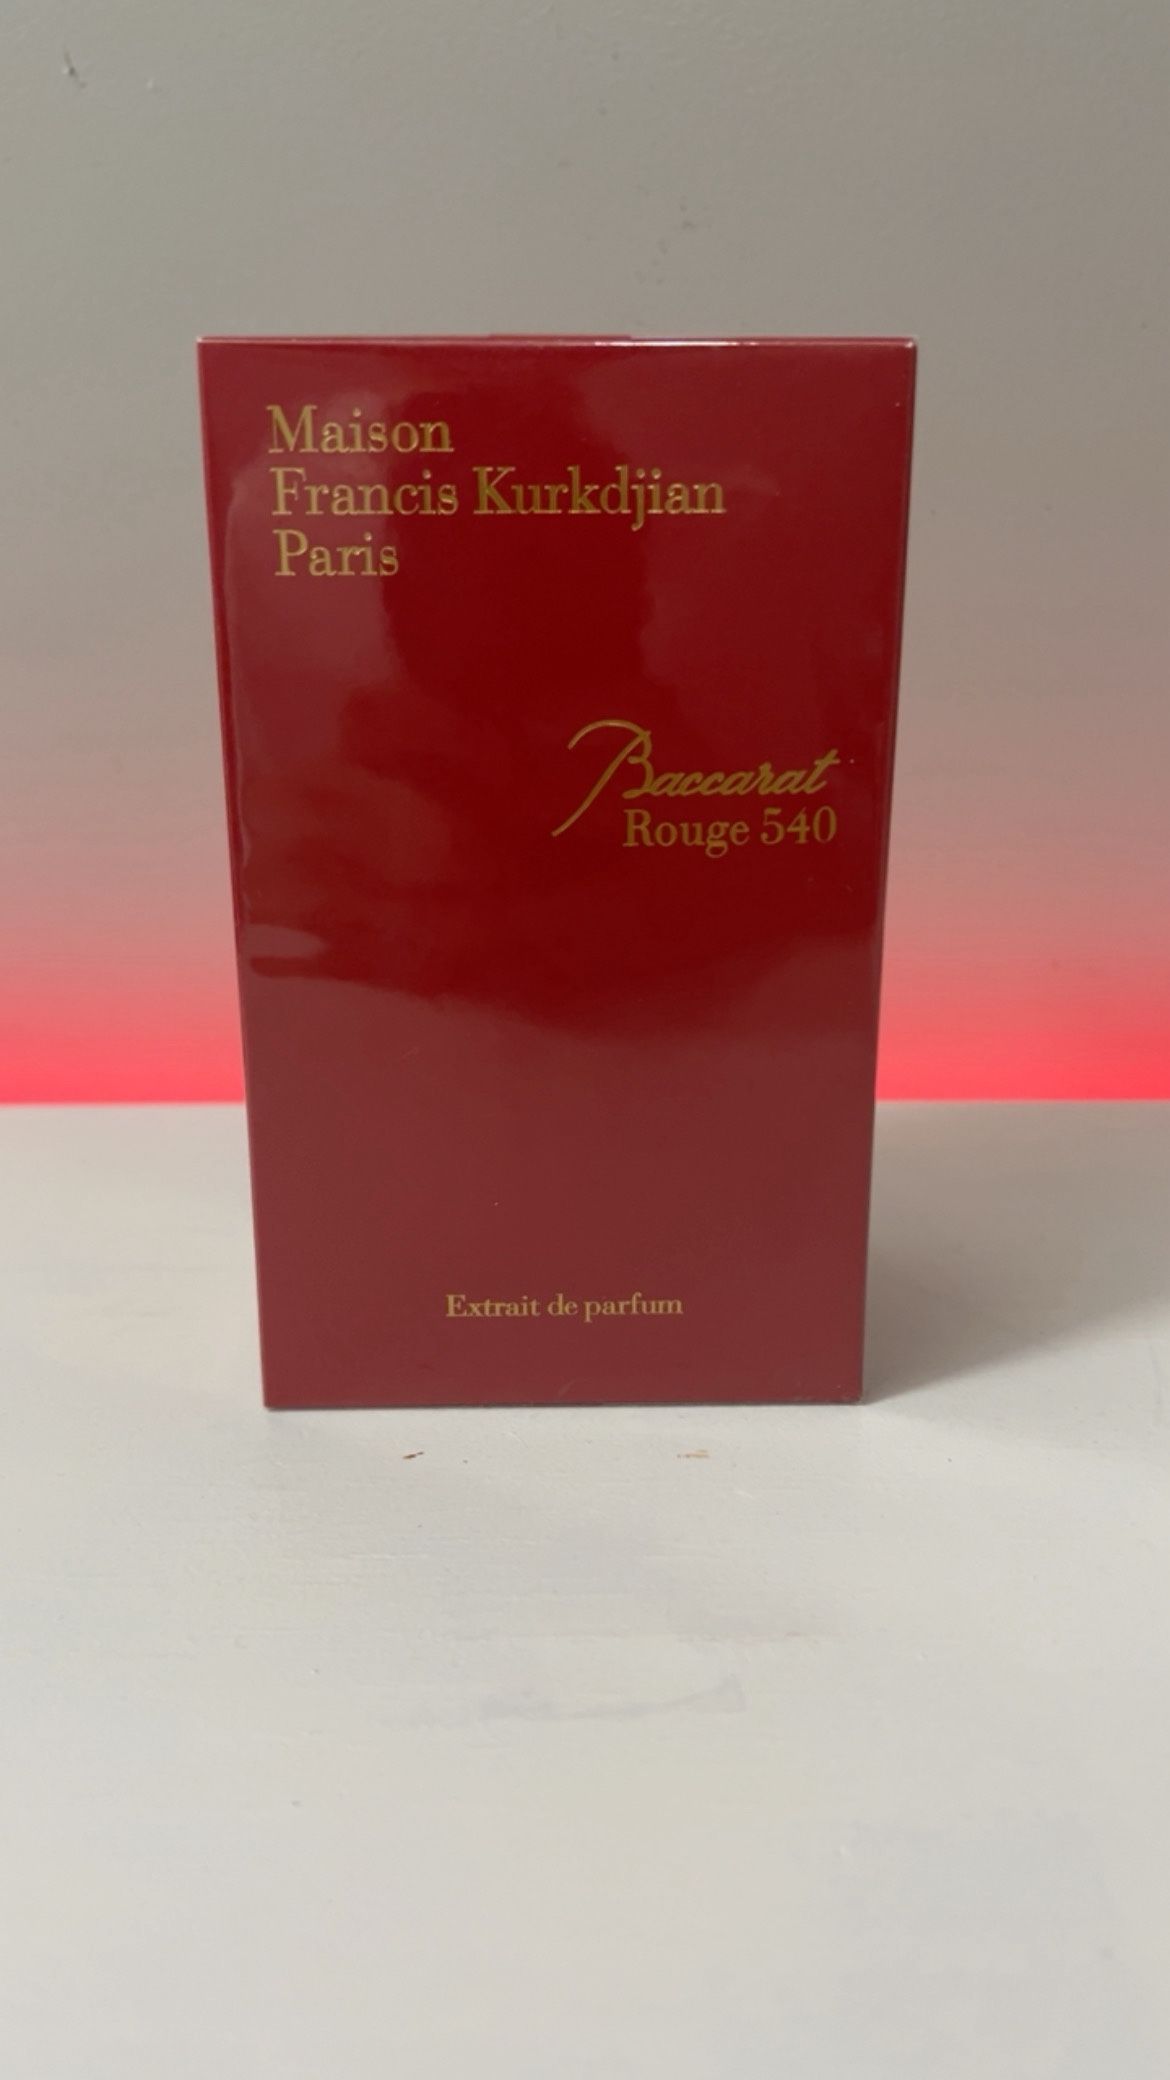 Maison
Francis Kurkdjian
Paris
Baccarat
Rouge 540
Extrait de parfum